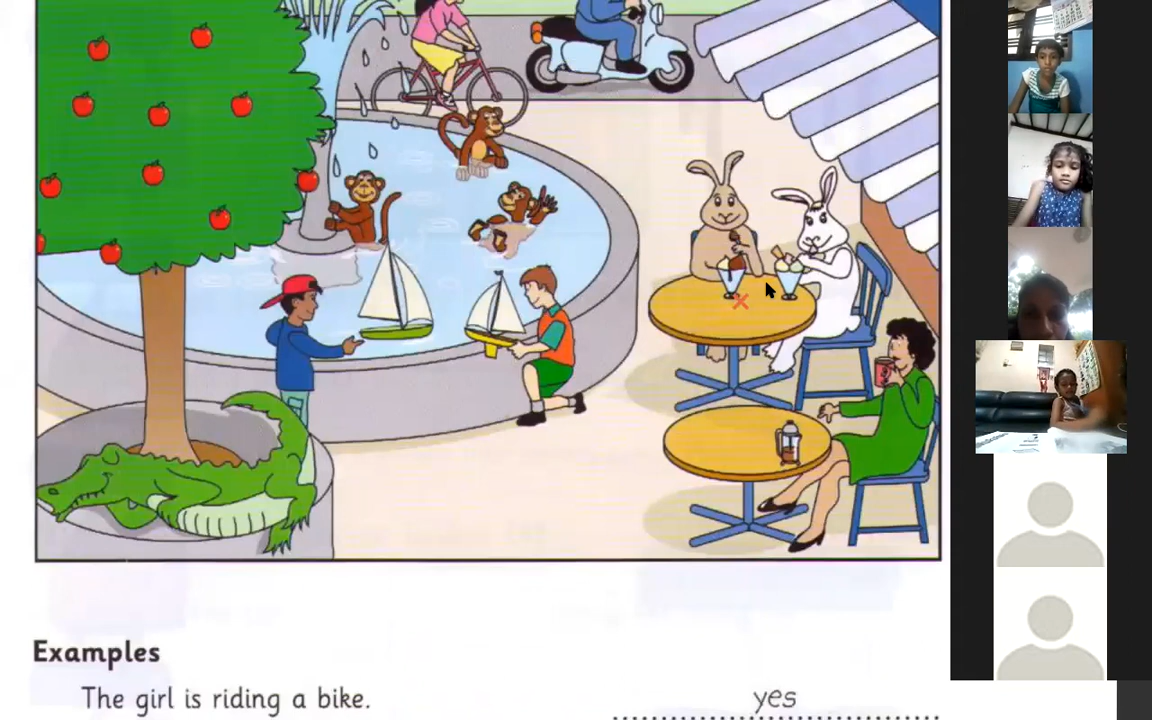 Examples
The girl is riding a bike.
yes